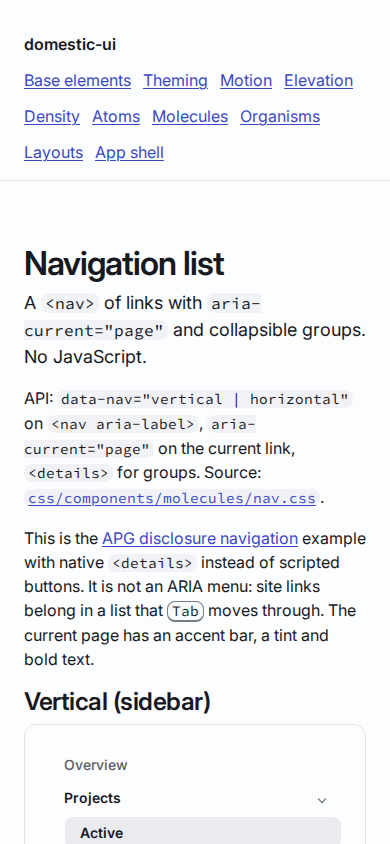 domestic-ui
Base elements Theming Motion Elevation
Density Atoms Molecules Organisms
Layouts App shell
Navigation list
A <nav> of links with aria-
current="page" and collapsible groups.
No JavaScript.
API: data-nav="vertical | horizontal"
on <nav aria-label>, aria-
current="page" on the current link,
<details> for groups. Source:
css/components/molecules/nav.css.
This is the APG disclosure navigation example
with native <details> instead of scripted
buttons. It is not an ARIA menu: site links
belong in a list that Tab moves through. The
current page has an accent bar, a tint and
bold text.
Vertical (sidebar)
Overview
Projects
Active